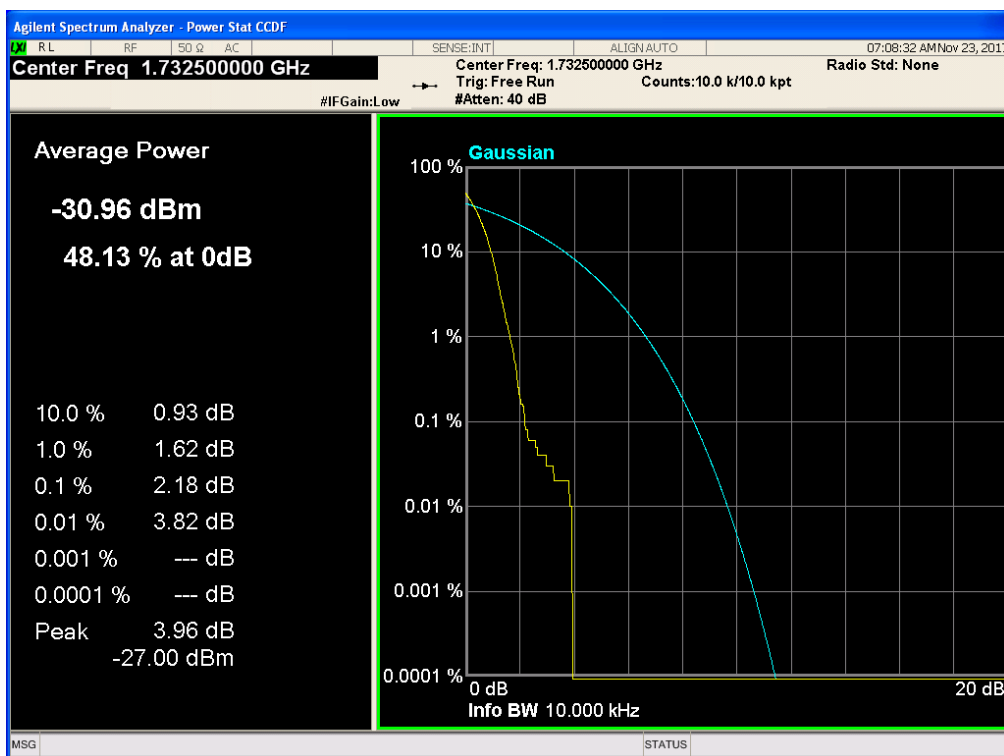 Agilent Spectrum Analyzer - Power Stat CCDF
LXI RL RF 50 Ω AC SENSE:INT ALIGN AUTO 07:08:32 AM Nov 23, 201
Center Freq 1.732500000 GHz
Center Freq: 1.732500000 GHz Radio Std: None
Trig: Free Run Counts:10.0 k/10.0 kpt
#IFGain:Low #Atten: 40 dB
Average Power
-30.96 dBm
48.13 % at 0dB
10.0 % 0.93 dB
1.0 % 1.62 dB
0.1 % 2.18 dB
0.01 % 3.82 dB
0.001 % --- dB
0.0001 % --- dB
Peak 3.96 dB
-27.00 dBm
Gaussian
100 %
10 %
1 %
0.1 %
0.01 %
0.001 %
0.0001 %
0 dB 20 dB
Info BW 10.000 kHz
MSG STATUS